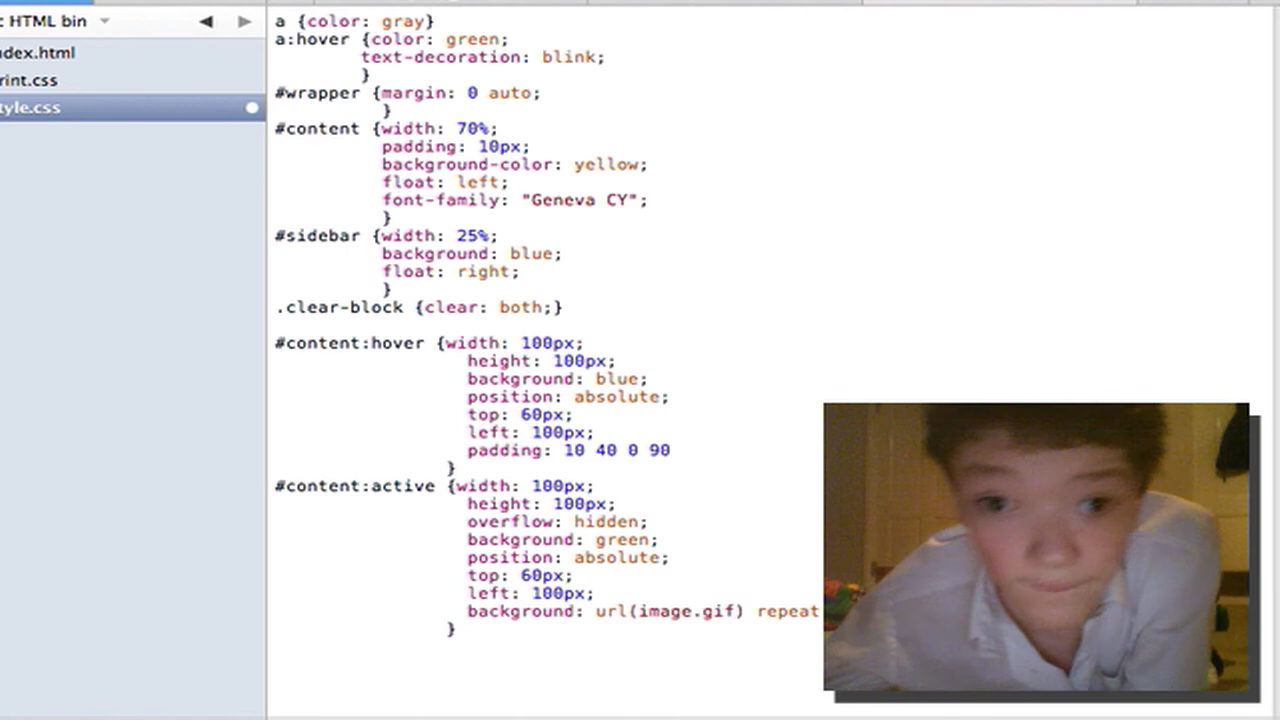 : HTML bin
ndex.html
rint.css
tyle.css
a {color: gray}
a:hover {color: green;
text-decoration: blink;
}
#wrapper {margin: 0 auto;
}
#content {width: 70%;
padding: 10px;
background-color: yellow;
float: left;
font-family: "Geneva CY";
}
#sidebar {width: 25%;
background: blue;
float: right;
}
.clear-block {clear: both;}
#content:hover {width: 100px;
height: 100px;
background: blue;
position: absolute;
top: 60px;
left: 100px;
padding: 10 40 0 90
}
#content:active {width: 100px;
height: 100px;
overflow: hidden;
background: green;
position: absolute;
top: 60px;
left: 100px;
background: url(image.gif) repeat
}